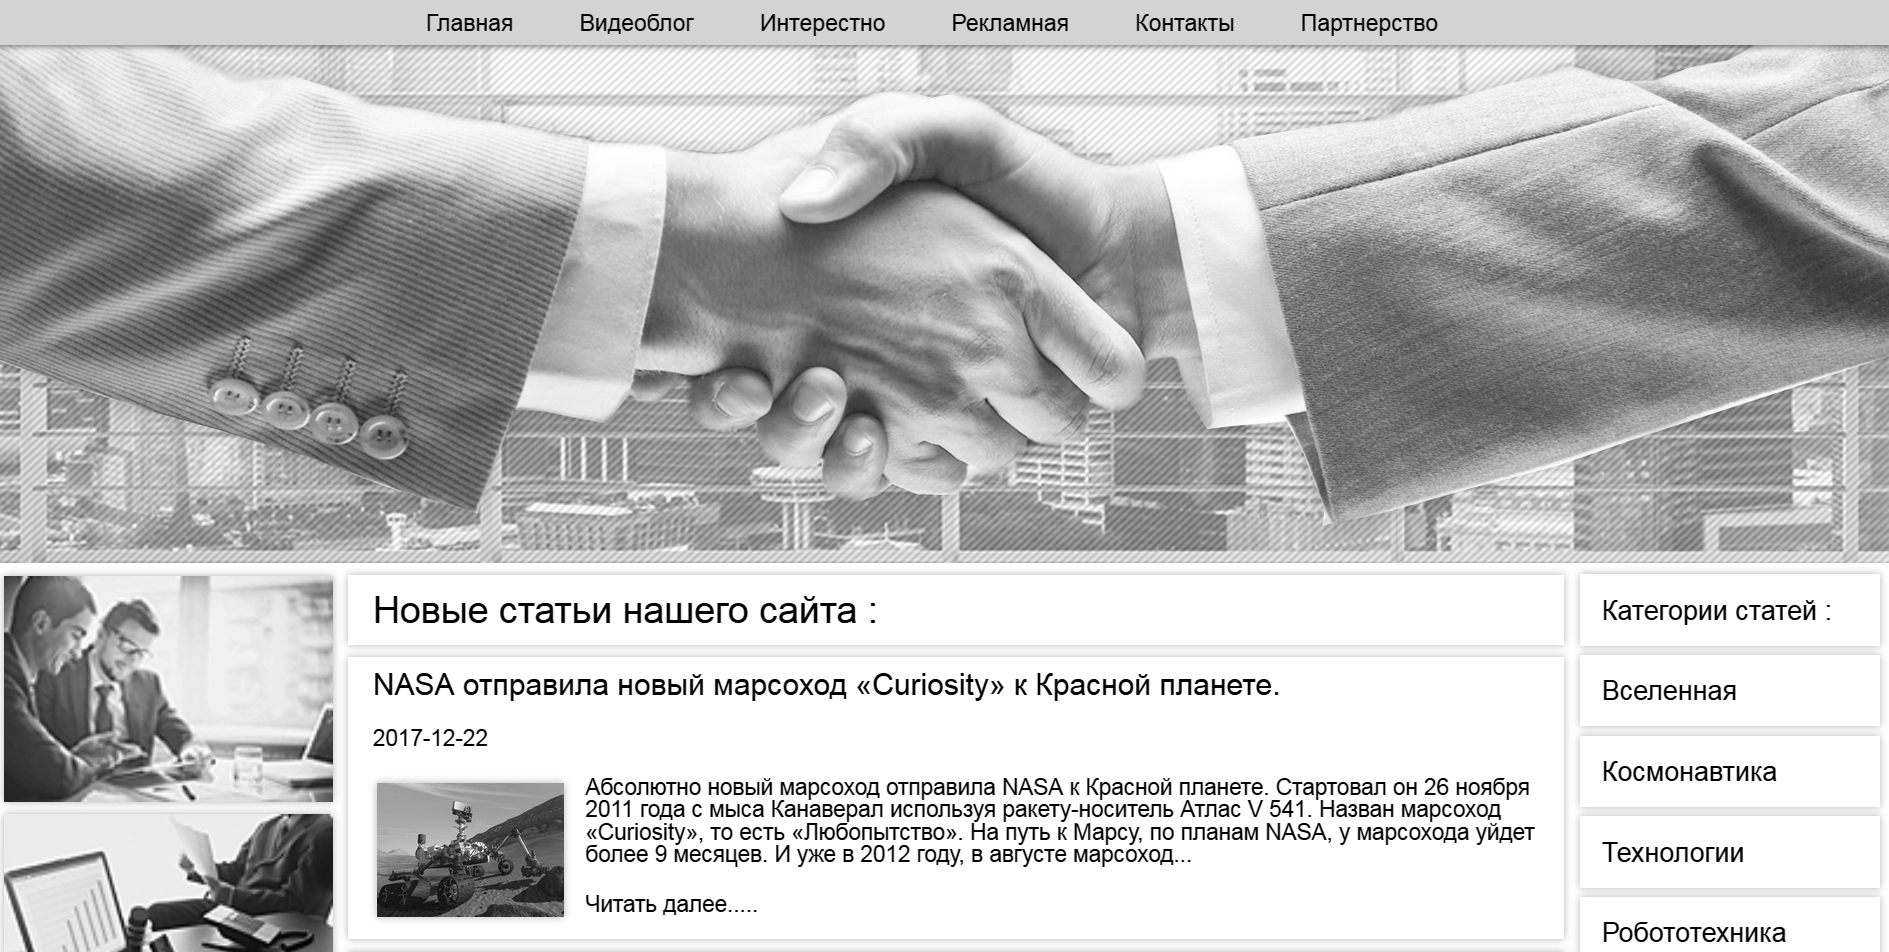 Главная Видеоблог Интерестно Рекламная Контакты Партнерство
Новые статьи нашего сайта :
NASA отправила новый марсоход «Curiosity» к Красной планете.
2017-12-22
Абсолютно новый марсоход отправила NASA к Красной планете. Стартовал он 26 ноября
2011 года с мыса Канаверал используя ракету-носитель Атлас V 541. Назван марсоход
«Curiosity», то есть «Любопытство». На путь к Марсу, по планам NASA, у марсохода уйдет
более 9 месяцев. И уже в 2012 году, в августе марсоход...
Читать далее.....
Категории статей :
Вселенная
Космонавтика
Технологии
Робототехника